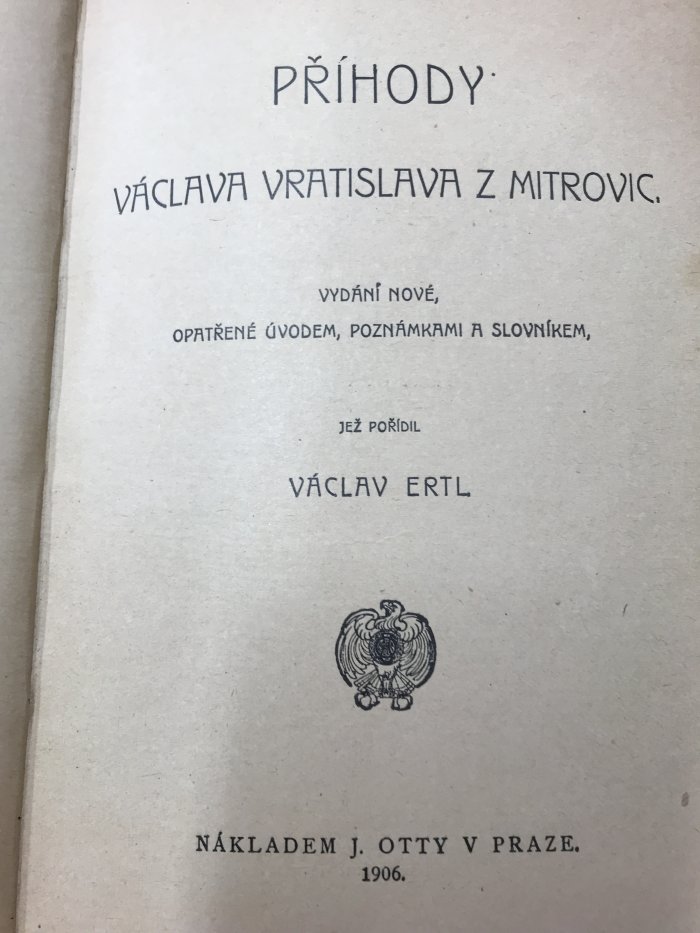 PŘÍHODY
VÁCLAVA VRATISLAVA Z MITROVIC.
VYDÁNÍ NOVÉ,
OPATŘENÉ ÚVODEM, POZNÁMKAMI A SLOVNÍKEM,
JEŽ POŘÍDIL
VÁCLAV ERTL
NÁKLADEM J. OTTY V PRAZE.
1906.